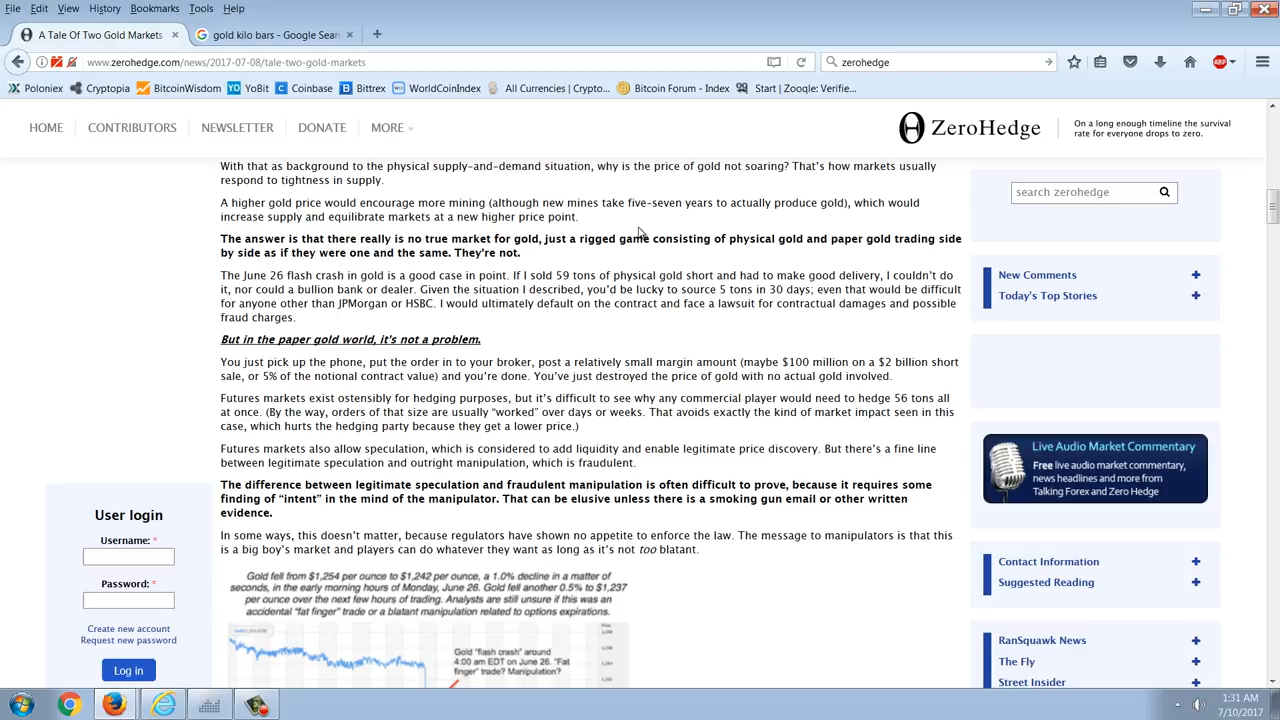 File Edit View History Bookmarks Tools Help
A Tale Of Two Gold Markets × gold kilo bars - Google Sear × +
www.zerohedge.com/news/2017-07-08/tale-two-gold-markets
zerohedge
ABP
Poloniex Cryptopia BitcoinWisdom YoBit Coinbase Bittrex WorldCoinIndex All Currencies | Crypto... Bitcoin Forum - Index Start | Zooqle: Verifie...
HOME CONTRIBUTORS NEWSLETTER DONATE MORE
ZeroHedge
On a long enough timeline the survival
rate for everyone drops to zero.
With that as background to the physical supply-and-demand situation, why is the price of gold not soaring? That's how markets usually
respond to tightness in supply.
A higher gold price would encourage more mining (although new mines take five-seven years to actually produce gold), which would
increase supply and equilibrate markets at a new higher price point.
The answer is that there really is no true market for gold, just a rigged game consisting of physical gold and paper gold trading side
by side as if they were one and the same. They're not.
The June 26 flash crash in gold is a good case in point. If I sold 59 tons of physical gold short and had to make good delivery, I couldn't do
it, nor could a bullion bank or dealer. Given the situation I described, you'd be lucky to source 5 tons in 30 days; even that would be difficult
for anyone other than JPMorgan or HSBC. I would ultimately default on the contract and face a lawsuit for contractual damages and possible
fraud charges.
But in the paper gold world, it's not a problem.
You just pick up the phone, put the order in to your broker, post a relatively small margin amount (maybe $100 million on a $2 billion short
sale, or 5% of the notional contract value) and you're done. You've just destroyed the price of gold with no actual gold involved.
Futures markets exist ostensibly for hedging purposes, but it's difficult to see why any commercial player would need to hedge 56 tons all
at once. (By the way, orders of that size are usually "worked" over days or weeks. That avoids exactly the kind of market impact seen in this
case, which hurts the hedging party because they get a lower price.)
Futures markets also allow speculation, which is considered to add liquidity and enable legitimate price discovery. But there's a fine line
between legitimate speculation and outright manipulation, which is fraudulent.
The difference between legitimate speculation and fraudulent manipulation is often difficult to prove, because it requires some
finding of "intent" in the mind of the manipulator. That can be elusive unless there is a smoking gun email or other written
evidence.
In some ways, this doesn't matter, because regulators have shown no appetite to enforce the law. The message to manipulators is that this
is a big boy's market and players can do whatever they want as long as it's not too blatant.
Gold fell from $1,254 per ounce to $1,242 per ounce, a 1.0% decline in a matter of
seconds, in the early morning hours of Monday, June 26. Gold fell another 0.5% to $1,237
per ounce over the next few hours of trading. Analysts are still unsure if this was an
accidental "fat finger" trade or a blatant manipulation related to options expirations.
Price
Gold "flash crash" around
4:00 am EDT on June 26. "Fat
finger" trade? Manipulation?
User login
Username: *
Password: *
Create new account
Request new password
Log in
search zerohedge
New Comments +
Today's Top Stories +
Live Audio Market Commentary
Free live audio market commentary,
news headlines and more from
Talking Forex and Zero Hedge
Contact Information +
Suggested Reading +
RanSquawk News +
The Fly +
Street Insider +
1:31 AM
7/10/2017